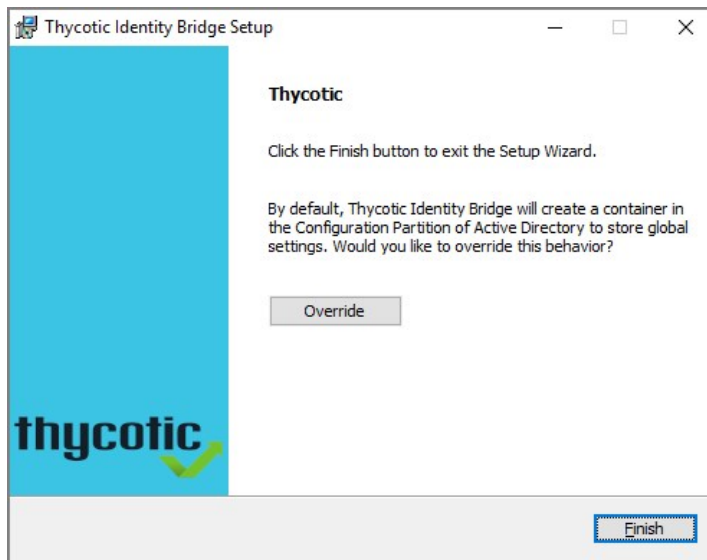 Thycotic Identity Bridge Setup
Thycotic
Click the Finish button to exit the Setup Wizard.
By default, Thycotic Identity Bridge will create a container in
the Configuration Partition of Active Directory to store global
settings. Would you like to override this behavior?
Override
thycotic
Finish